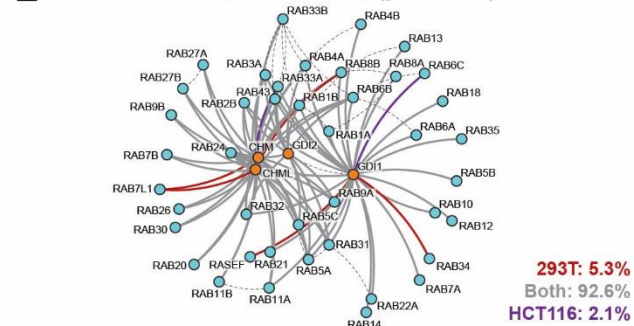 RAB33B
RAB4B
RAB13
RAB27A
RAB3A
RAB4A
RAB8B
RAB8A
RAB6C
RAB27B
RAB33A
RAB43
RAB6B
RAB18
RAB9B
RAB2B
RAB1B
RAB1A
RAB6A
RAB35
RAB24
CHM
GDI2
RAB7B
CHML
GDI1
RAB5B
RAB7L1
RAB9A
RAB26
RAB32
RAB5C
RAB10
RAB12
RAB30
RAB31
RAB20
RASEF
RAB21
RAB5A
RAB34
RAB11B
RAB11A
RAB7A
RAB22A
RAB14
293T: 5.3%
Both: 92.6%
HCT116: 2.1%